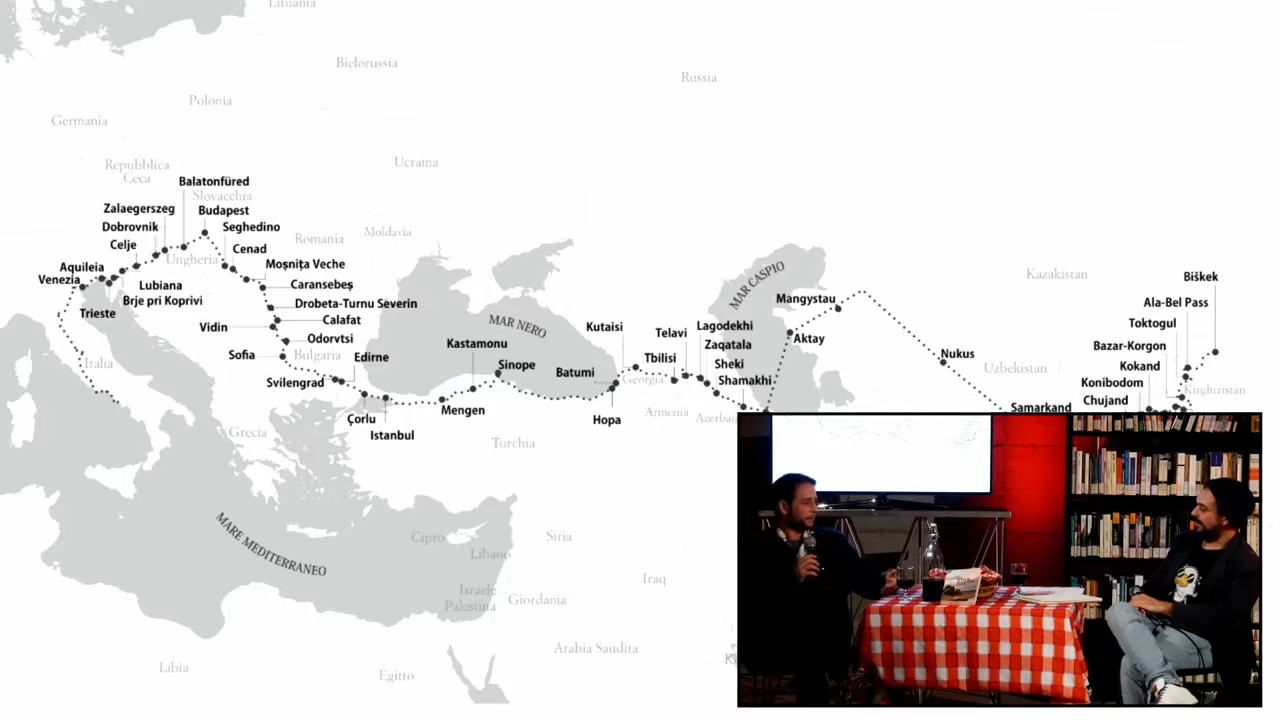 Lituania
Bielorussia
Russia
Polonia
Germania
Repubblica
Ceca
Ucraina
Balatonfüred
Slovacchia
Zalaegerszeg
Budapest
Dobrovnik
Seghedino
Moldavia
Romania
Celje
Cenad
Ungheria
Aquileia
Moșnița Veche
Venezia
Lubiana
Caransebeș
Brje pri Koprivi
Drobeta-Turnu Severin
Trieste
Calafat
Vidin
Odorvtsi
Sofia
Bulgaria
Edirne
Svilengrad
Italia
Çorlu
Istanbul
Grecia
MAR NERO
Kastamonu
Sinope
Mengen
Turchia
Kutaisi
Batumi
Hopa
Georgia
Tbilisi
Telavi
Lagodekhi
Zaqatala
Sheki
Shamakhi
Armenia
Azerba
MAR CASPIO
Mangystau
Aktay
Kazakistan
Nukus
Uzbekistan
Samarkand
Biškek
Ala-Bel Pass
Toktogul
Bazar-Korgon
Kokand
Konibodom
Chujand
Kirghizistan
MARE MEDITERRANEO
Cipro
Siria
Libano
Iraq
Israele
Palestina
Giordania
Arabia Saudita
Libia
Egitto